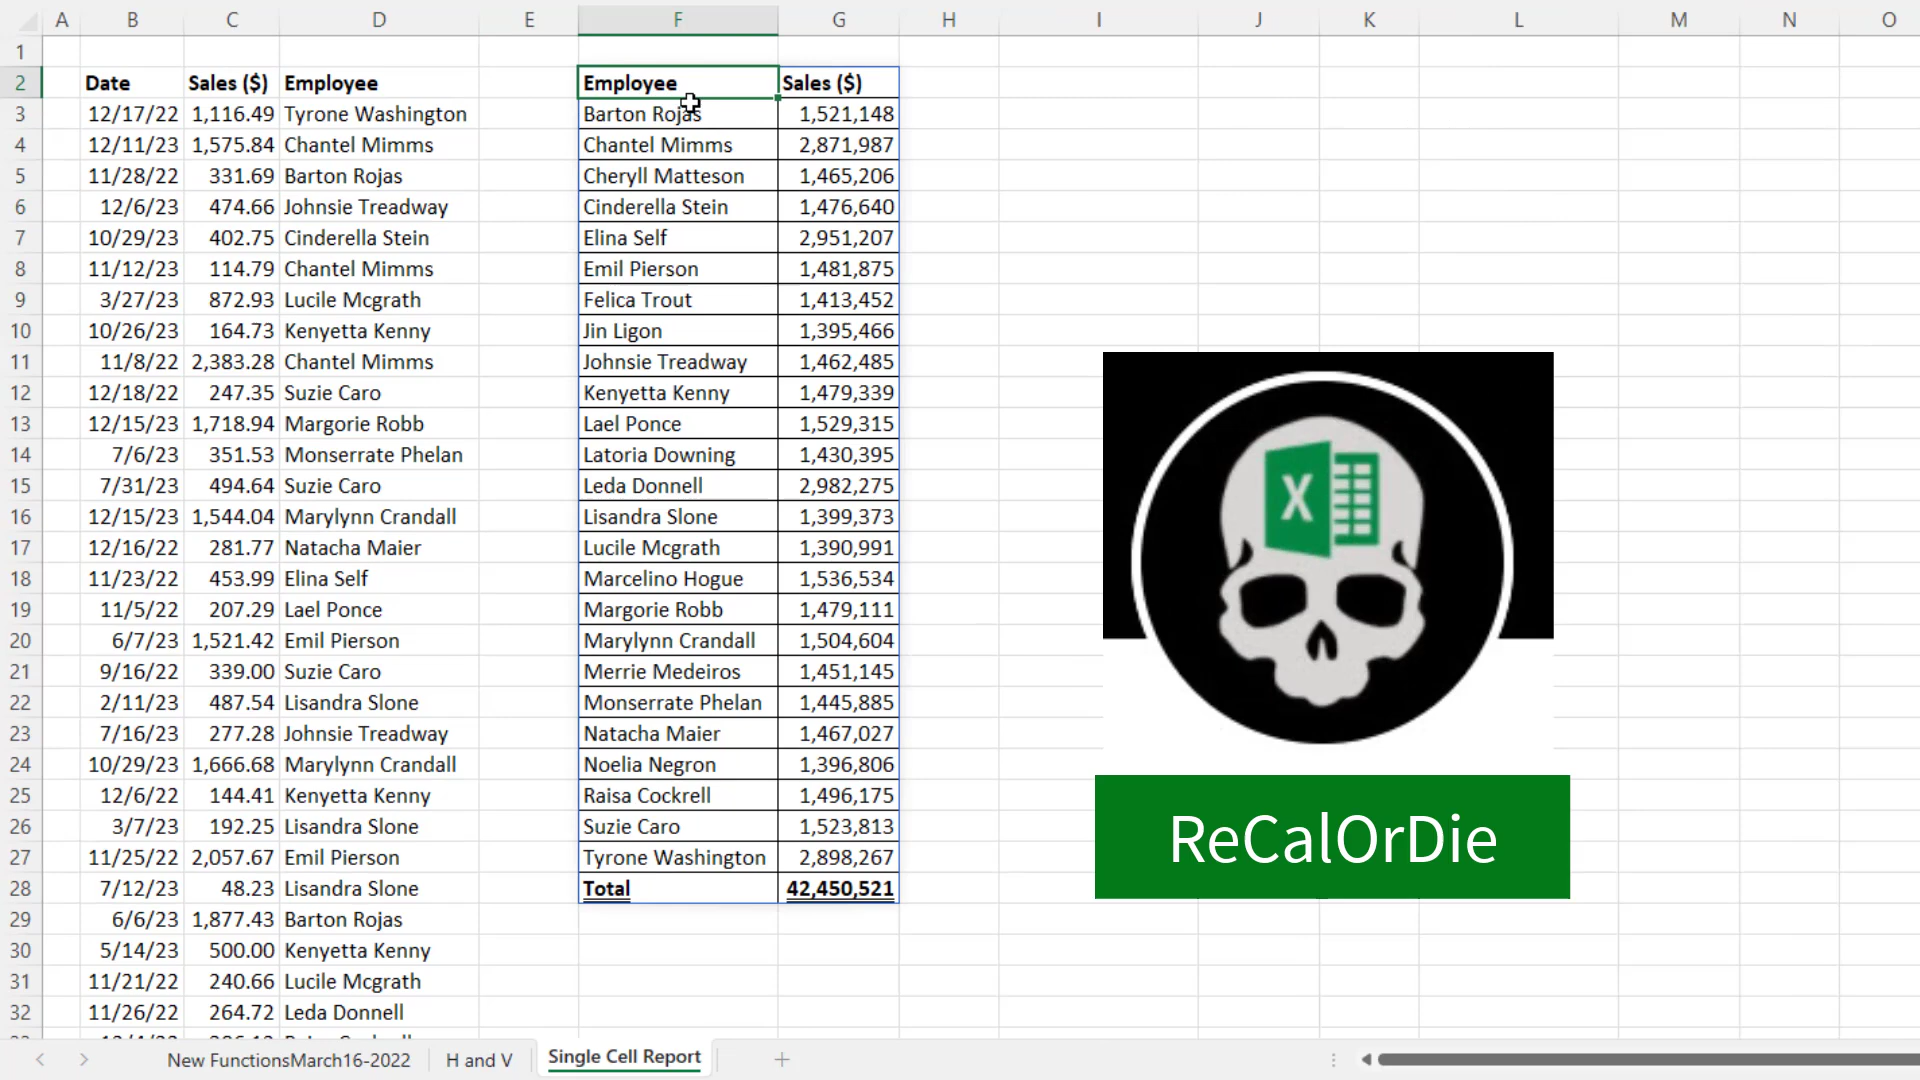 A B C D E F G H I J K L M N O
1
2 Date Sales ($) Employee Employee Sales ($)
3 12/17/22 1,116.49 Tyrone Washington Barton Rojas 1,521,148
4 12/11/23 1,575.84 Chantel Mimms Chantel Mimms 2,871,987
5 11/28/22 331.69 Barton Rojas Cheryll Matteson 1,465,206
6 12/6/23 474.66 Johnsie Treadway Cinderella Stein 1,476,640
7 10/29/23 402.75 Cinderella Stein Elina Self 2,951,207
8 11/12/23 114.79 Chantel Mimms Emil Pierson 1,481,875
9 3/27/23 872.93 Lucile Mcgrath Felica Trout 1,413,452
10 10/26/23 164.73 Kenyetta Kenny Jin Ligon 1,395,466
11 11/8/22 2,383.28 Chantel Mimms Johnsie Treadway 1,462,485
12 12/18/22 247.35 Suzie Caro Kenyetta Kenny 1,479,339
13 12/15/23 1,718.94 Margorie Robb Lael Ponce 1,529,315
14 7/6/23 351.53 Monserrate Phelan Latoria Downing 1,430,395
15 7/31/23 494.64 Suzie Caro Leda Donnell 2,982,275
16 12/15/23 1,544.04 Marylynn Crandall Lisandra Slone 1,399,373
17 12/16/22 281.77 Natacha Maier Lucile Mcgrath 1,390,991
18 11/23/22 453.99 Elina Self Marcelino Hogue 1,536,534
19 11/5/22 207.29 Lael Ponce Margorie Robb 1,479,111
20 6/7/23 1,521.42 Emil Pierson Marylynn Crandall 1,504,604
21 9/16/22 339.00 Suzie Caro Merrie Medeiros 1,451,145
22 2/11/23 487.54 Lisandra Slone Monserrate Phelan 1,445,885
23 7/16/23 277.28 Johnsie Treadway Natacha Maier 1,467,027
24 10/29/23 1,666.68 Marylynn Crandall Noelia Negron 1,396,806
25 12/6/22 144.41 Kenyetta Kenny Raisa Cockrell 1,496,175
26 3/7/23 192.25 Lisandra Slone Suzie Caro 1,523,813
27 11/25/22 2,057.67 Emil Pierson Tyrone Washington 2,898,267
28 7/12/23 48.23 Lisandra Slone Total 42,450,521
29 6/6/23 1,877.43 Barton Rojas
30 5/14/23 500.00 Kenyetta Kenny
31 11/21/22 240.66 Lucile Mcgrath
32 11/26/22 264.72 Leda Donnell
X
ReCalOrDie
New FunctionsMarch16-2022 H and V Single Cell Report